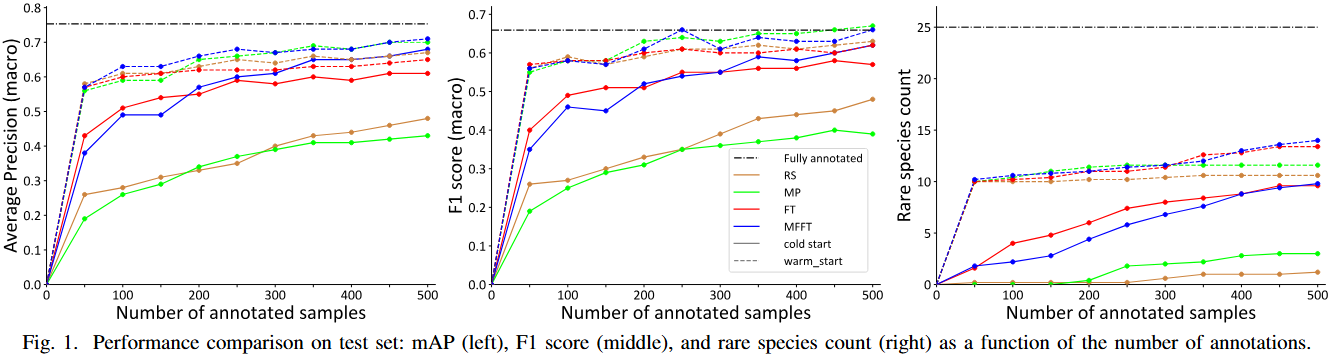 0.8
0.7
0.6
0.5
0.4
0.3
0.2
0.1
0.0
Average Precision (macro)
0 100 200 300 400 500
Number of annotated samples
0.7
0.6
0.5
0.4
0.3
0.2
0.1
0.0
F1 score (macro)
Fully annotated
RS
MP
FT
MFFT
cold start
warm_start
0 100 200 300 400 500
Number of annotated samples
25
20
15
10
5
0
Rare species count
0 100 200 300 400 500
Number of annotated samples
Fig. 1. Performance comparison on test set: mAP (left), F1 score (middle), and rare species count (right) as a function of the number of annotations.